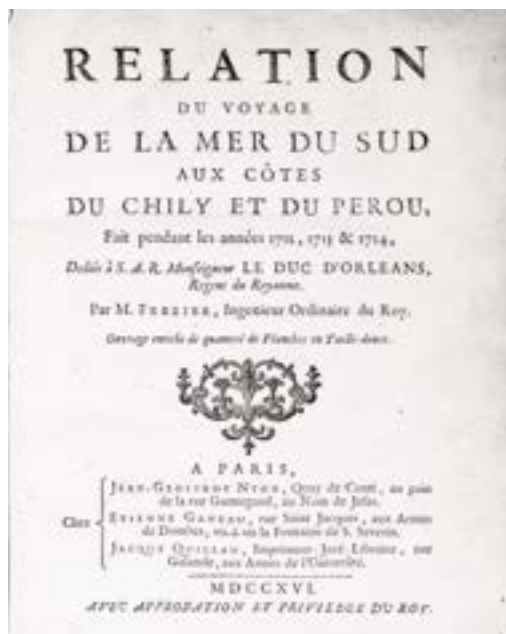 RELATION
DU VOYAGE
DE LA MER DU SUD
AUX CÔTES
DU CHILY ET DU PEROU,
Fait pendant les années 1712, 1713 & 1714,
Dediée à S. A. R. Monseigneur LE DUC D'ORLEANS,
Regent du Royaume.
Par M. FREZIER, Ingenieur Ordinaire du Roy.
Ouvrage enrichi de quantité de Planches en Taille-douce.
A PARIS,
Chez
JEAN-GEOFFROY NYON, Quay de Conti, au coin
de la rue Guenegaud, au Nom de Jesus.
ETIENNE GANEAU, rue Saint Jacques, aux Armes
de Dombes, vis-à-vis la Fontaine de S. Severin.
JACQUE QUILLAU, Imprimeur-Juré-Libraire, rue
Galande, aux Armes de l'Université.
MDCCXVI.
AVEC APPROBATION ET PRIVILEGE DU ROY.